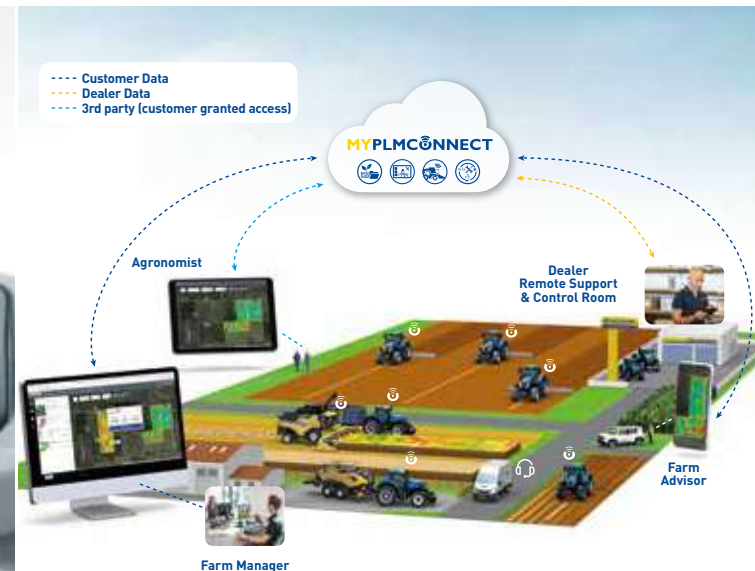 Customer Data
Dealer Data
3rd party (customer granted access)
MYPLMCONNECT
Agronomist
Dealer
Remote Support
& Control Room
Farm
Advisor
Farm Manager